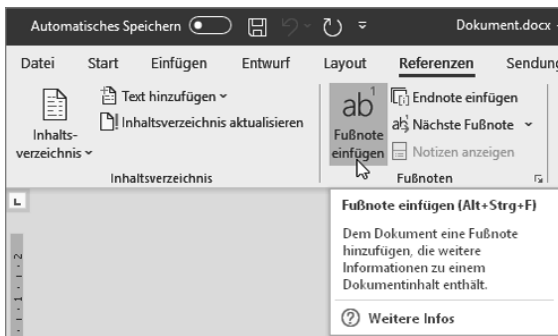 Automatisches Speichern
Dokument.docx
Datei Start Einfügen Entwurf Layout Referenzen Sendung
Inhalts-
verzeichnis
Text hinzufügen
Inhaltsverzeichnis aktualisieren
Inhaltsverzeichnis
ab1
Fußnote
einfügen
Endnote einfügen
Nächste Fußnote
Notizen anzeigen
Fußnoten
L
2
1
Fußnote einfügen (Alt+Strg+F)
Dem Dokument eine Fußnote
hinzufügen, die weitere
Informationen zu einem
Dokumentinhalt enthält.
Weitere Infos